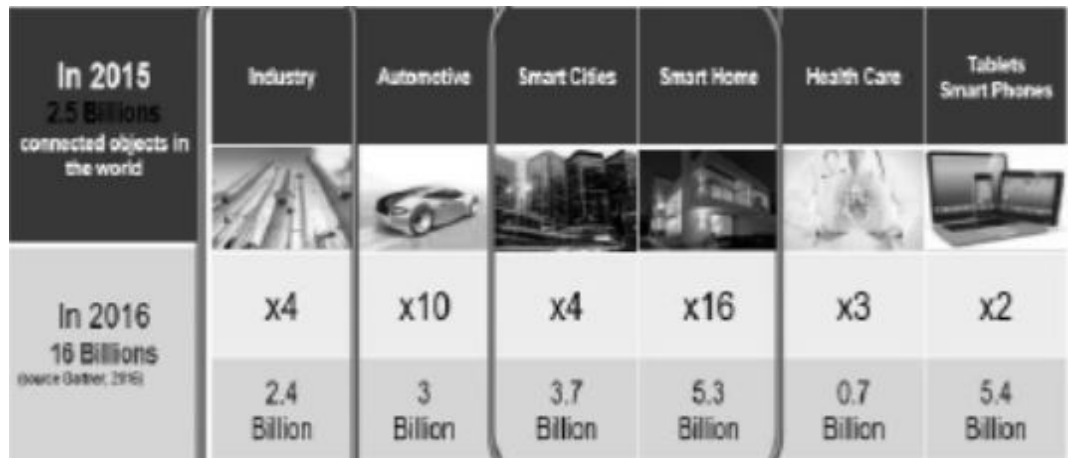 In 2015
2.5 Billions
connected objects in
the world
Industry
Automotive
Smart Cities
Smart Home
Health Care
Tablets
Smart Phones
In 2016
16 Billions
(source Gartner, 2016)
x4
x10
x4
x16
x3
x2
2.4
Billion
3
Billion
3.7
Billion
5.3
Billion
0.7
Billion
5.4
Billion